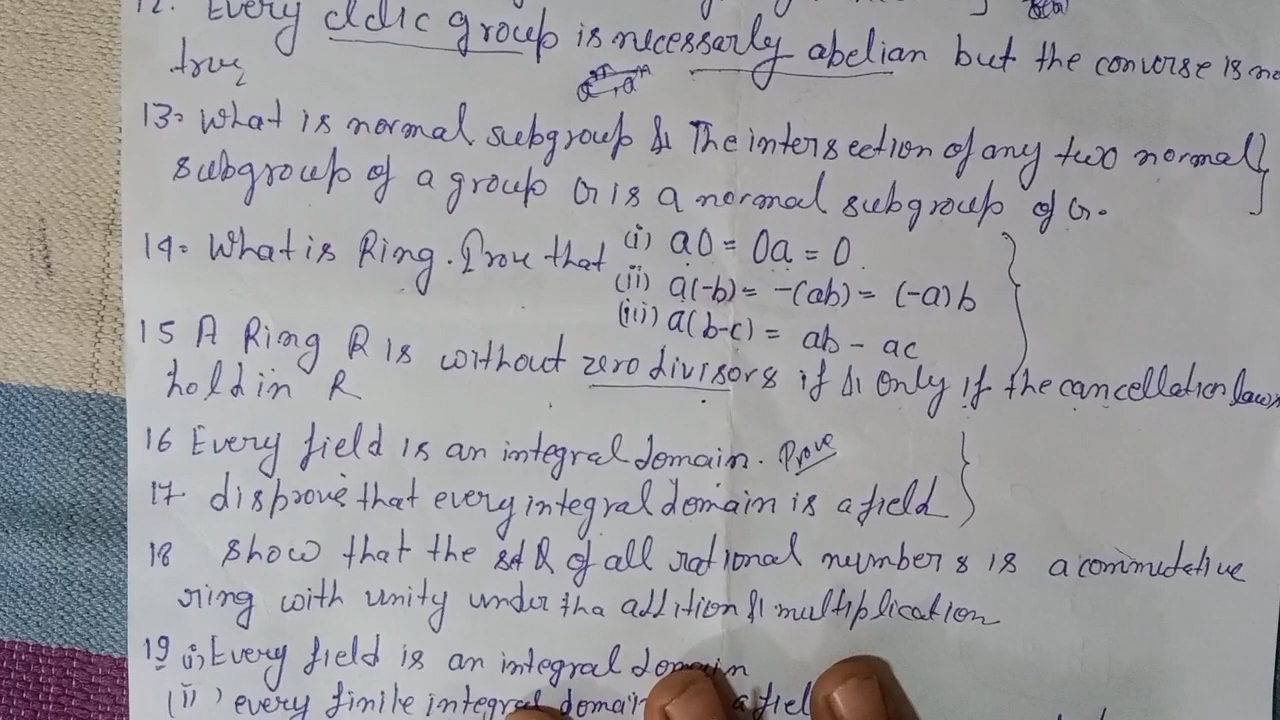 12. Every cyclic group is necessarly abelian but the converse is no
true
13. What is normal subgroup & The intersection of any two normal
subgroup of a group G is a normal subgroup of G.
14. What is Ring. Prove that (i) a0 = 0a = 0
(ii) a(-b) = -(ab) = (-a)b
(iii) a(b-c) = ab - ac
15 A Ring R is without zero divisors if & only if the cancellation laws
hold in R
16 Every field is an integral domain. Prove
17. disprove that every integral domain is a field
18 Show that the set Q of all rational numbers is a commutative
ring with unity under the addition & multiplication
19 (i) Every field is an integral domain
(ii) every finite integral domain a fiel